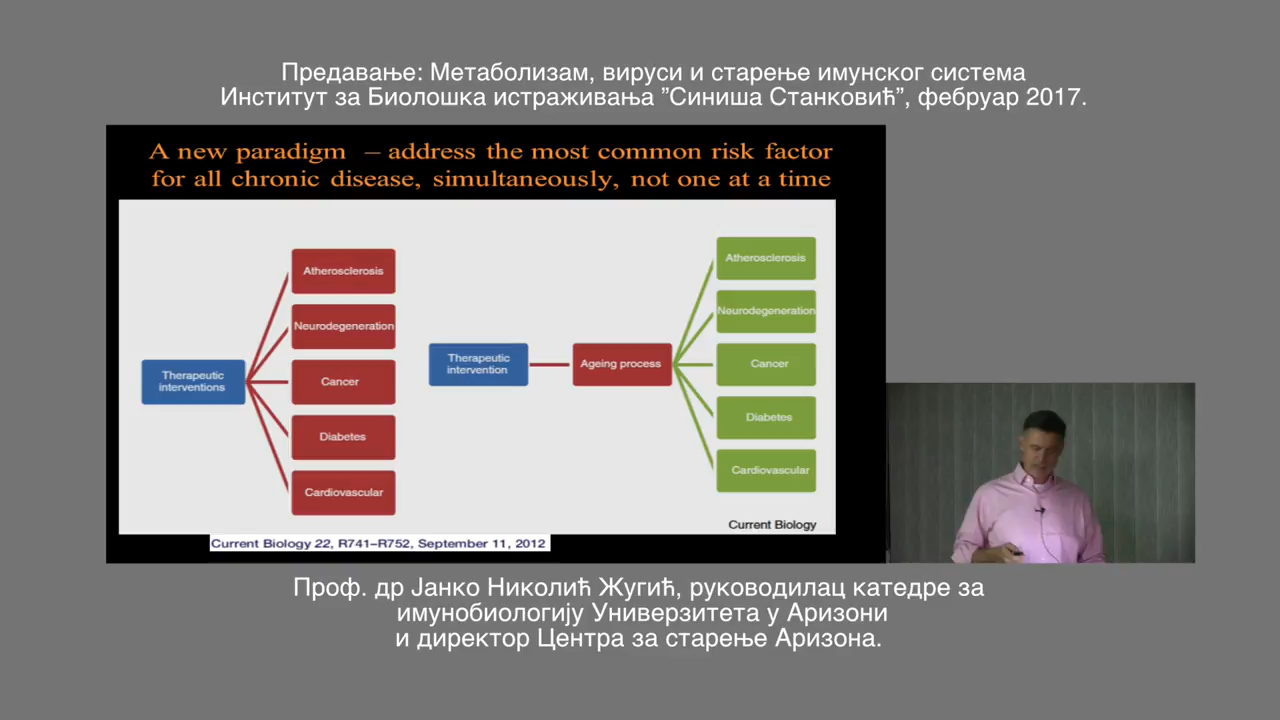 Предавање: Метаболизам, вируси и старење имунског система
Институт за Биолошка истраживања ”Синиша Станковић”, фебруар 2017.
A new paradigm – address the most common risk factor
for all chronic disease, simultaneously, not one at a time
Therapeutic
interventions
Atherosclerosis
Neurodegeneration
Cancer
Diabetes
Cardiovascular
Therapeutic
intervention
Ageing process
Atherosclerosis
Neurodegeneration
Cancer
Diabetes
Cardiovascular
Current Biology
Current Biology 22, R741–R752, September 11, 2012
Проф. др Јанко Николић Жугић, руководилац катедре за
имунобиологију Универзитета у Аризони
и директор Центра за старење Аризона.